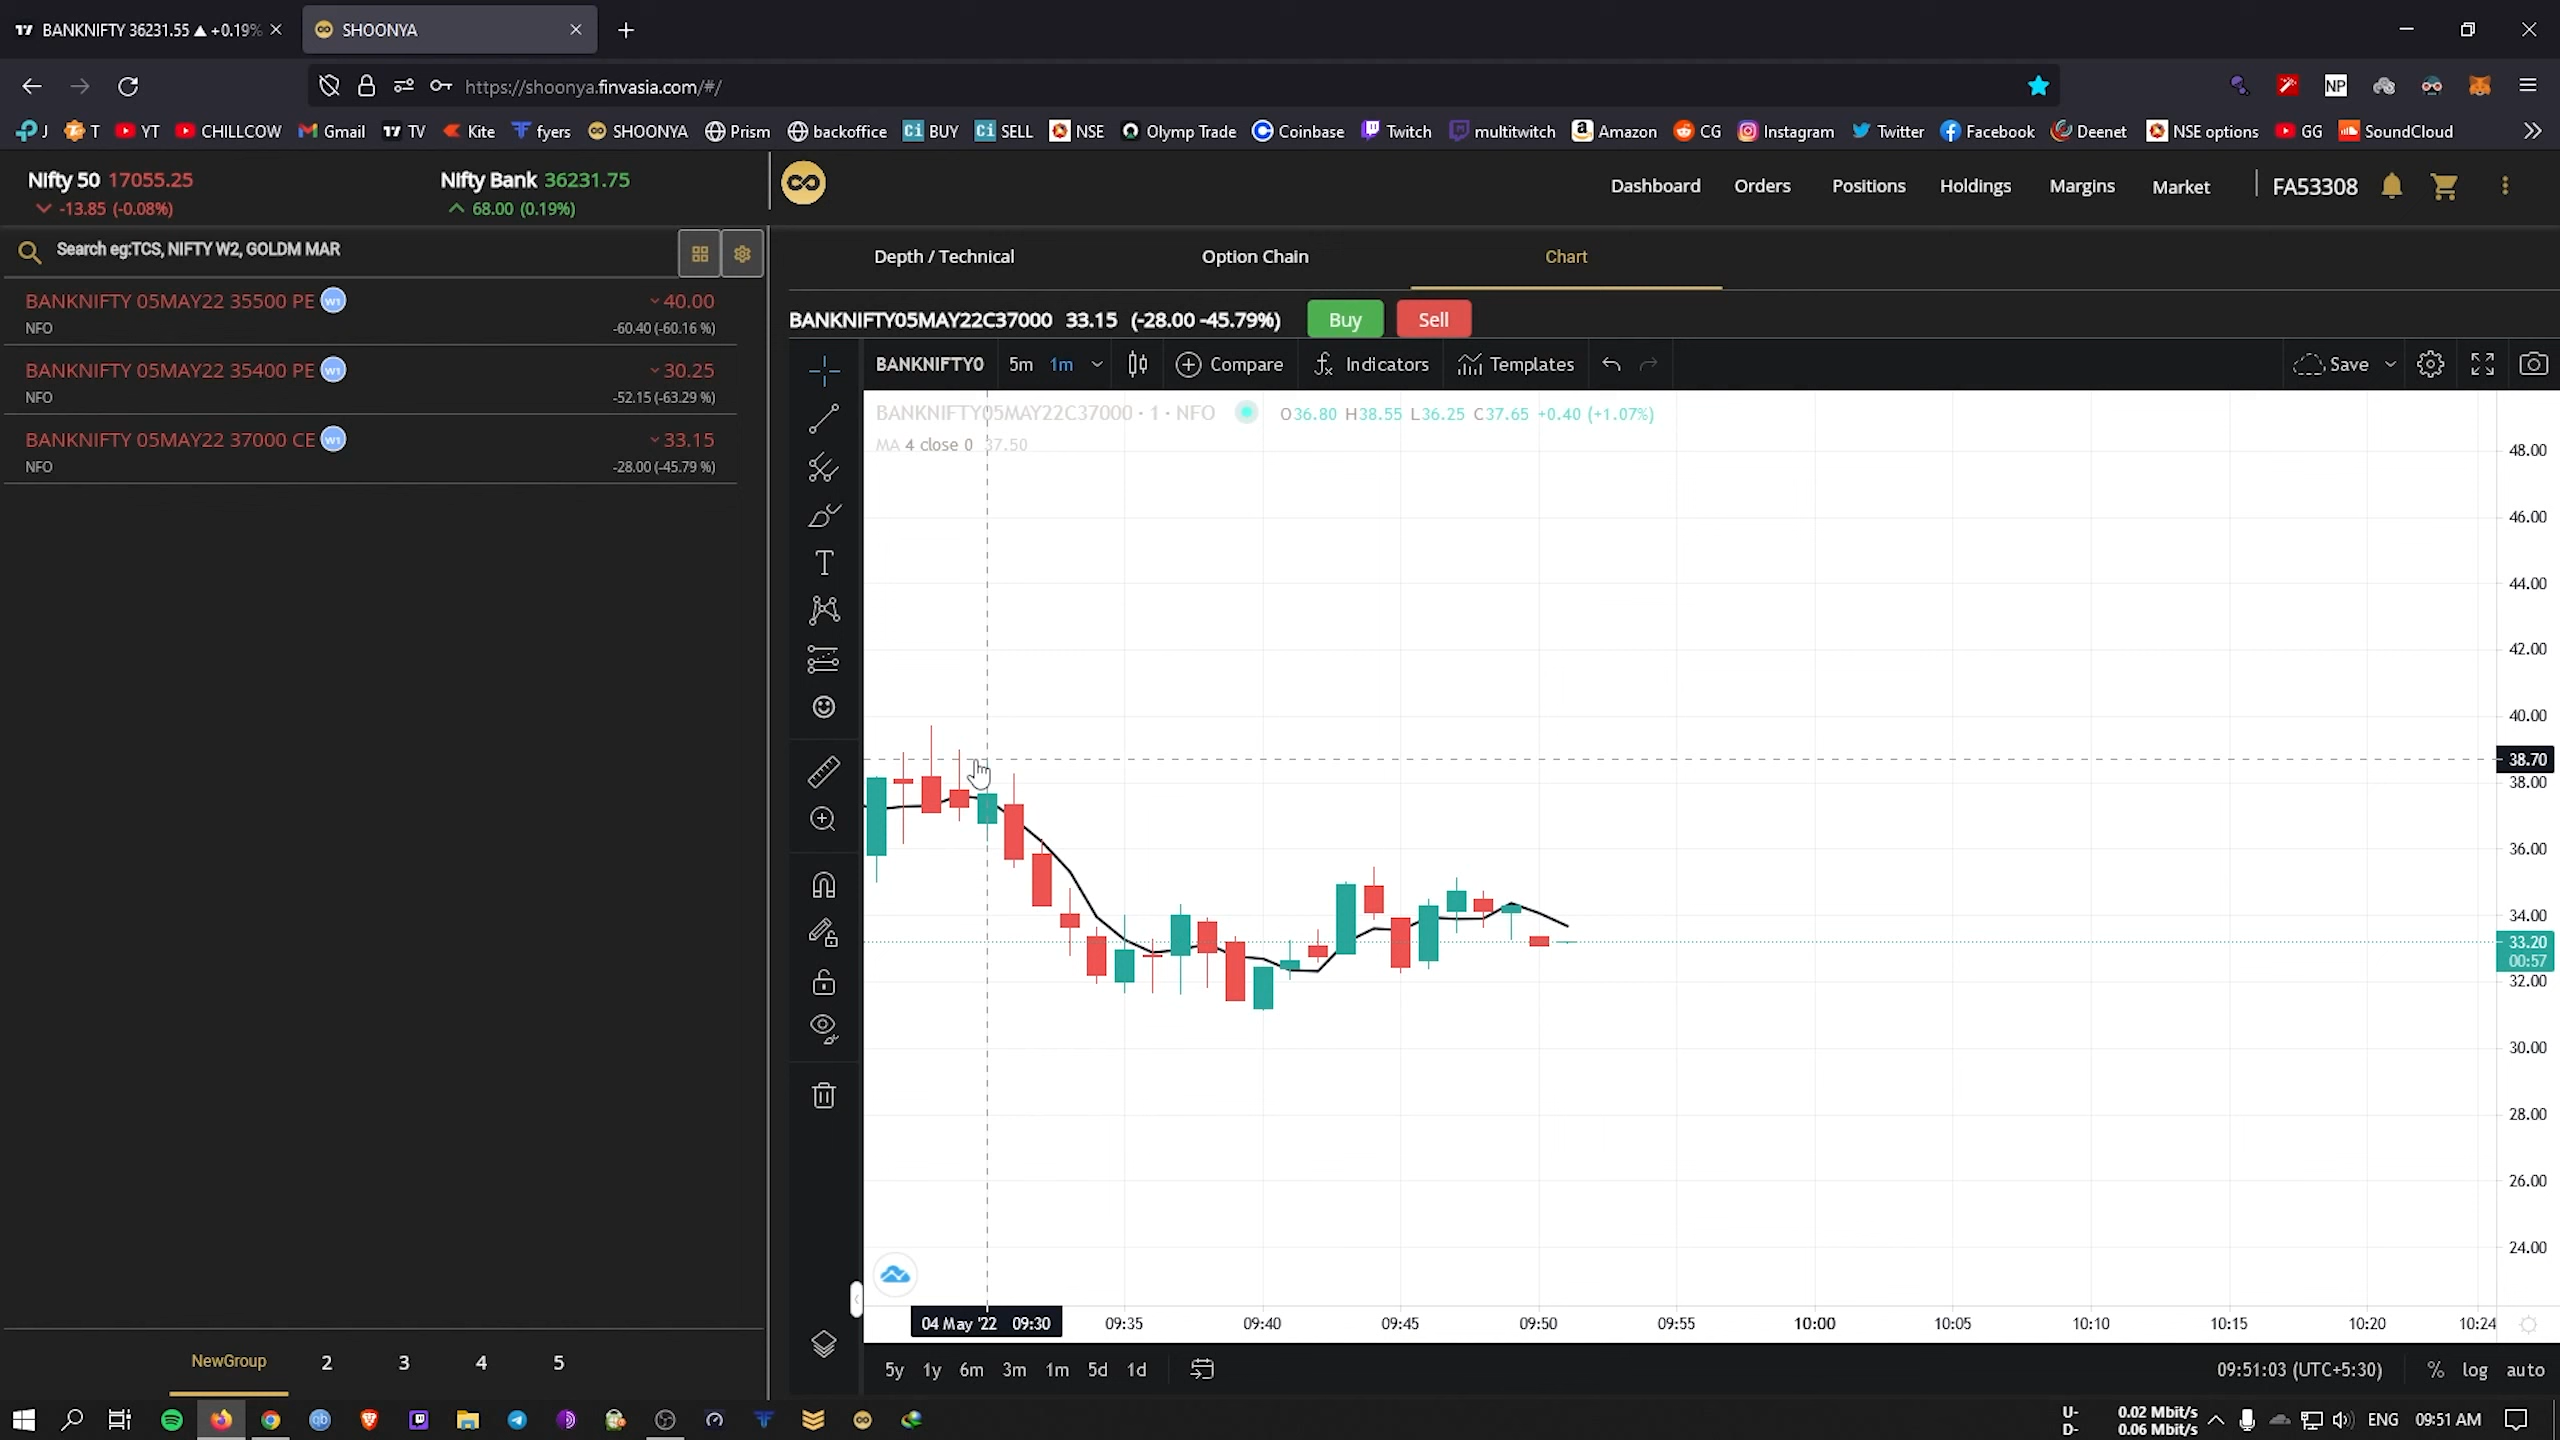 BANKNIFTY 36231.55 ▲ +0.19%
SHOONYA
https://shoonya.finvasia.com/#/
J T YT CHILLCOW Gmail TV Kite fyers SHOONYA Prism backoffice Ci BUY Ci SELL NSE Olymp Trade Coinbase Twitch multitwitch Amazon CG Instagram Twitter Facebook Deenet NSE options GG SoundCloud
NP
Nifty 50 17055.25
-13.85 (-0.08%)
Nifty Bank 36231.75
68.00 (0.19%)
Dashboard Orders Positions Holdings Margins Market FA53308
Search eg:TCS, NIFTY W2, GOLDM MAR
BANKNIFTY 05MAY22 35500 PE W1 40.00
NFO -60.40 (-60.16 %)
BANKNIFTY 05MAY22 35400 PE W1 30.25
NFO -52.15 (-63.29 %)
BANKNIFTY 05MAY22 37000 CE W1 33.15
NFO -28.00 (-45.79 %)
NewGroup 2 3 4 5
Depth / Technical Option Chain Chart
BANKNIFTY05MAY22C37000 33.15 (-28.00 -45.79%) Buy Sell
BANKNIFTY0 5m 1m Compare Indicators Templates Save
BANKNIFTY05MAY22C37000 · 1 · NFO O36.80 H38.55 L36.25 C37.65 +0.40 (+1.07%)
MA 4 close 0 37.50
48.00
46.00
44.00
42.00
40.00
38.70
38.00
36.00
34.00
33.20
00:57
32.00
30.00
28.00
26.00
24.00
04 May '22 09:30 09:35 09:40 09:45 09:50 09:55 10:00 10:05 10:10 10:15 10:20 10:24
5y 1y 6m 3m 1m 5d 1d 09:51:03 (UTC+5:30) % log auto
U- 0.02 Mbit/s
D- 0.06 Mbit/s
ENG 09:51 AM